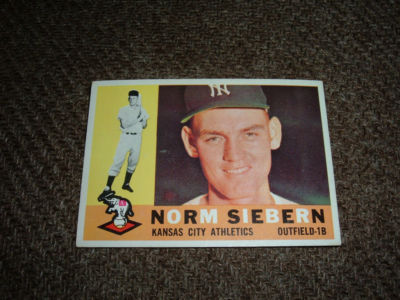 NY
NORM SIEBERN
KANSAS CITY ATHLETICS OUTFIELD-1B